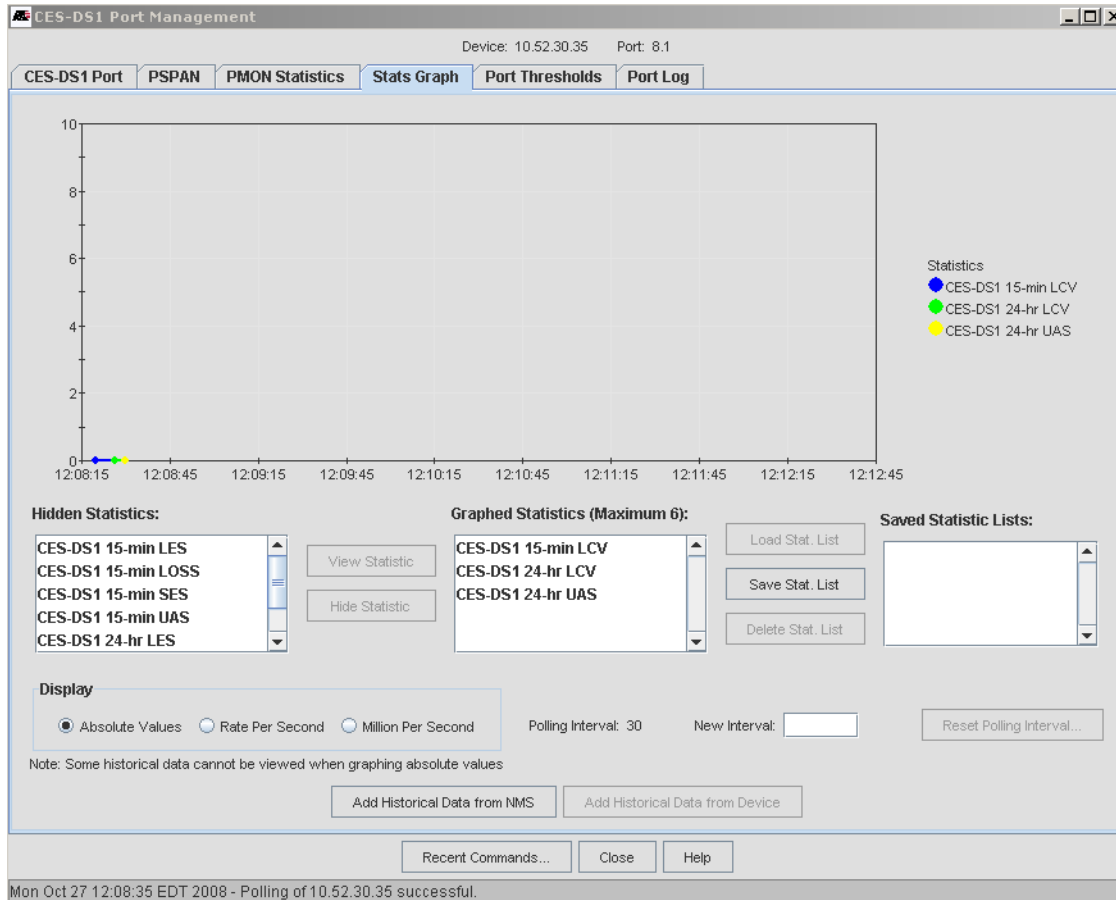 CES-DS1 Port Management
Device: 10.52.30.35 Port: 8.1
CES-DS1 Port PSPAN PMON Statistics Stats Graph Port Thresholds Port Log
10
8
6
4
2
0
12:08:15 12:08:45 12:09:15 12:09:45 12:10:15 12:10:45 12:11:15 12:11:45 12:12:15 12:12:45
Statistics
CES-DS1 15-min LCV
CES-DS1 24-hr LCV
CES-DS1 24-hr UAS
Hidden Statistics:
CES-DS1 15-min LES
CES-DS1 15-min LOSS
CES-DS1 15-min SES
CES-DS1 15-min UAS
CES-DS1 24-hr LES
View Statistic
Hide Statistic
Graphed Statistics (Maximum 6):
CES-DS1 15-min LCV
CES-DS1 24-hr LCV
CES-DS1 24-hr UAS
Load Stat. List
Save Stat. List
Delete Stat. List
Saved Statistic Lists:
Display
Absolute Values Rate Per Second Million Per Second
Polling Interval: 30 New Interval: Reset Polling Interval...
Note: Some historical data cannot be viewed when graphing absolute values
Add Historical Data from NMS Add Historical Data from Device
Recent Commands... Close Help
Mon Oct 27 12:08:35 EDT 2008 - Polling of 10.52.30.35 successful.